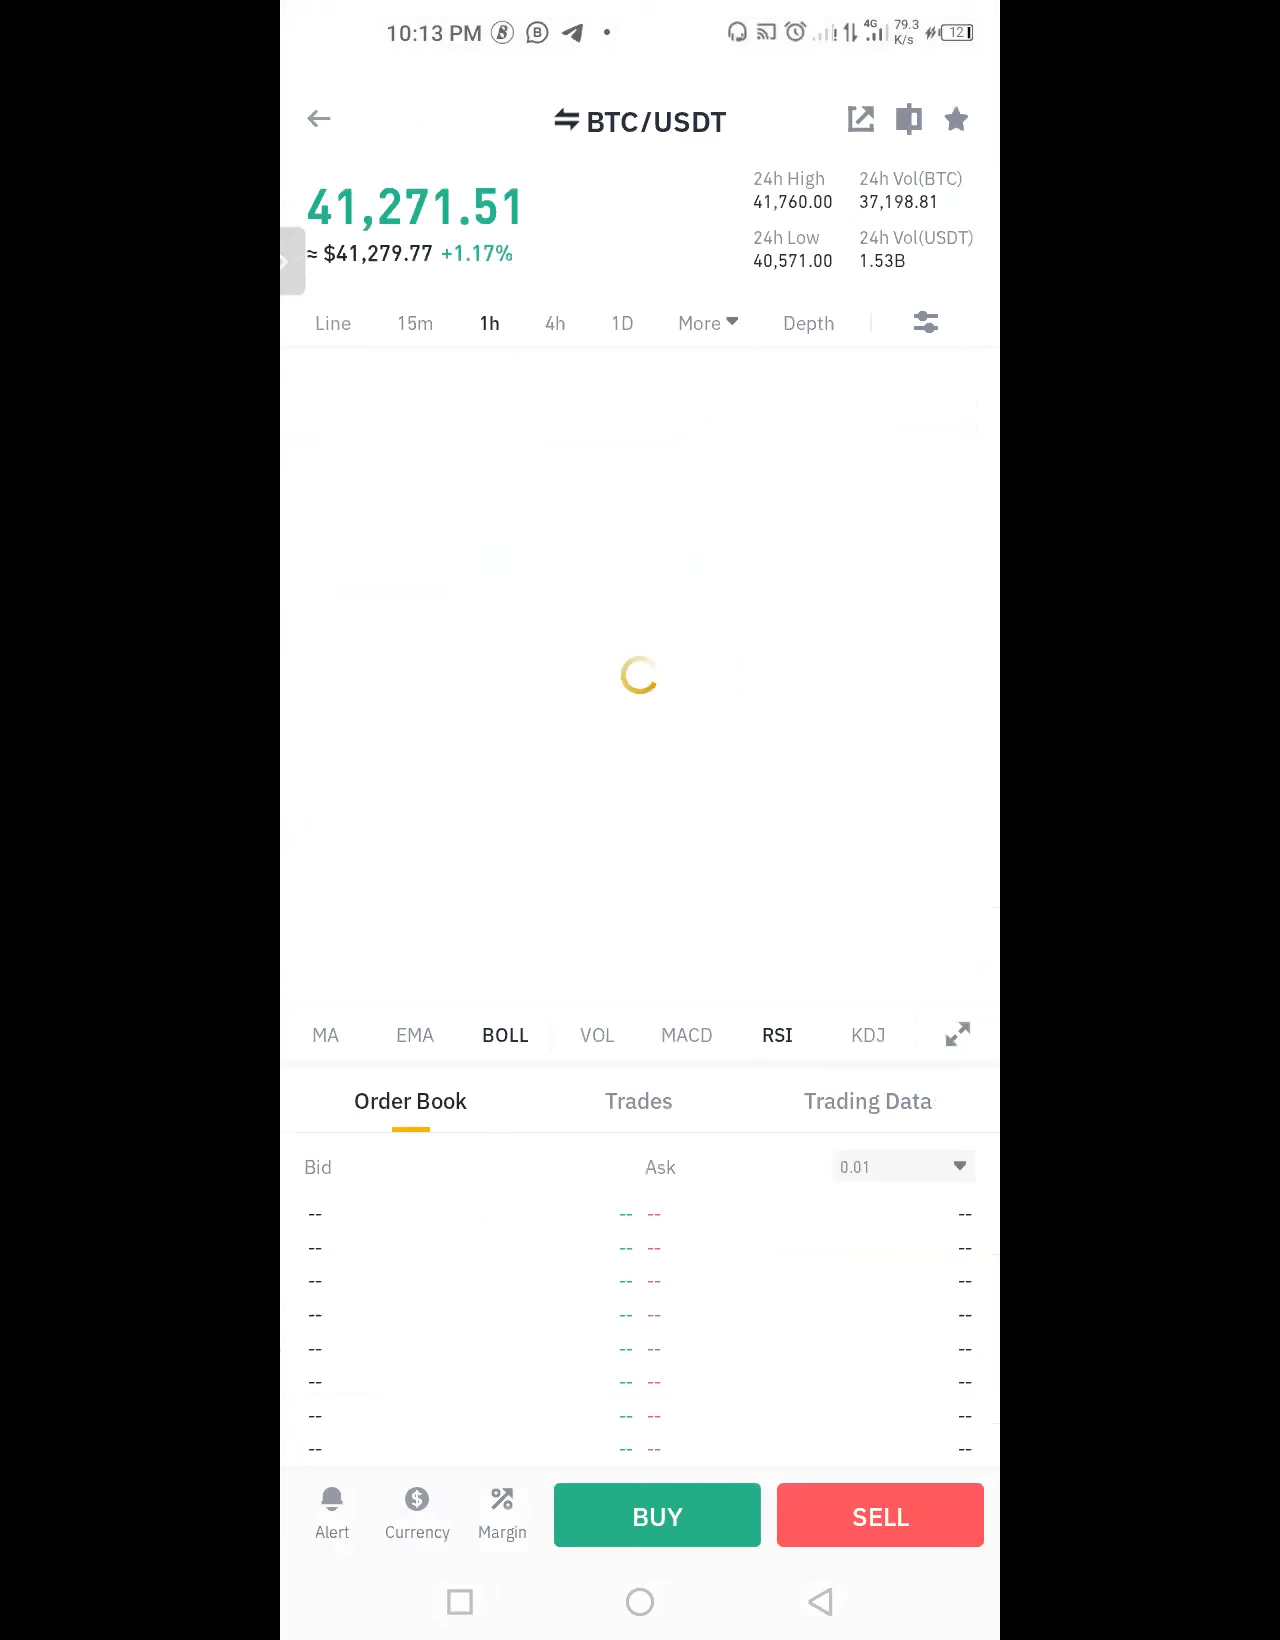 10:13 PM 4G 79.3 K/s 12
BTC/USDT
41,271.51
≈ $41,279.77 +1.17%
24h High 24h Vol(BTC)
41,760.00 37,198.81
24h Low 24h Vol(USDT)
40,571.00 1.53B
Line 15m 1h 4h 1D More Depth
MA EMA BOLL VOL MACD RSI KDJ
Order Book Trades Trading Data
Bid Ask 0.01
-- -- -- --
-- -- -- --
-- -- -- --
-- -- -- --
-- -- -- --
-- -- -- --
-- -- -- --
-- -- -- --
Alert Currency Margin BUY SELL